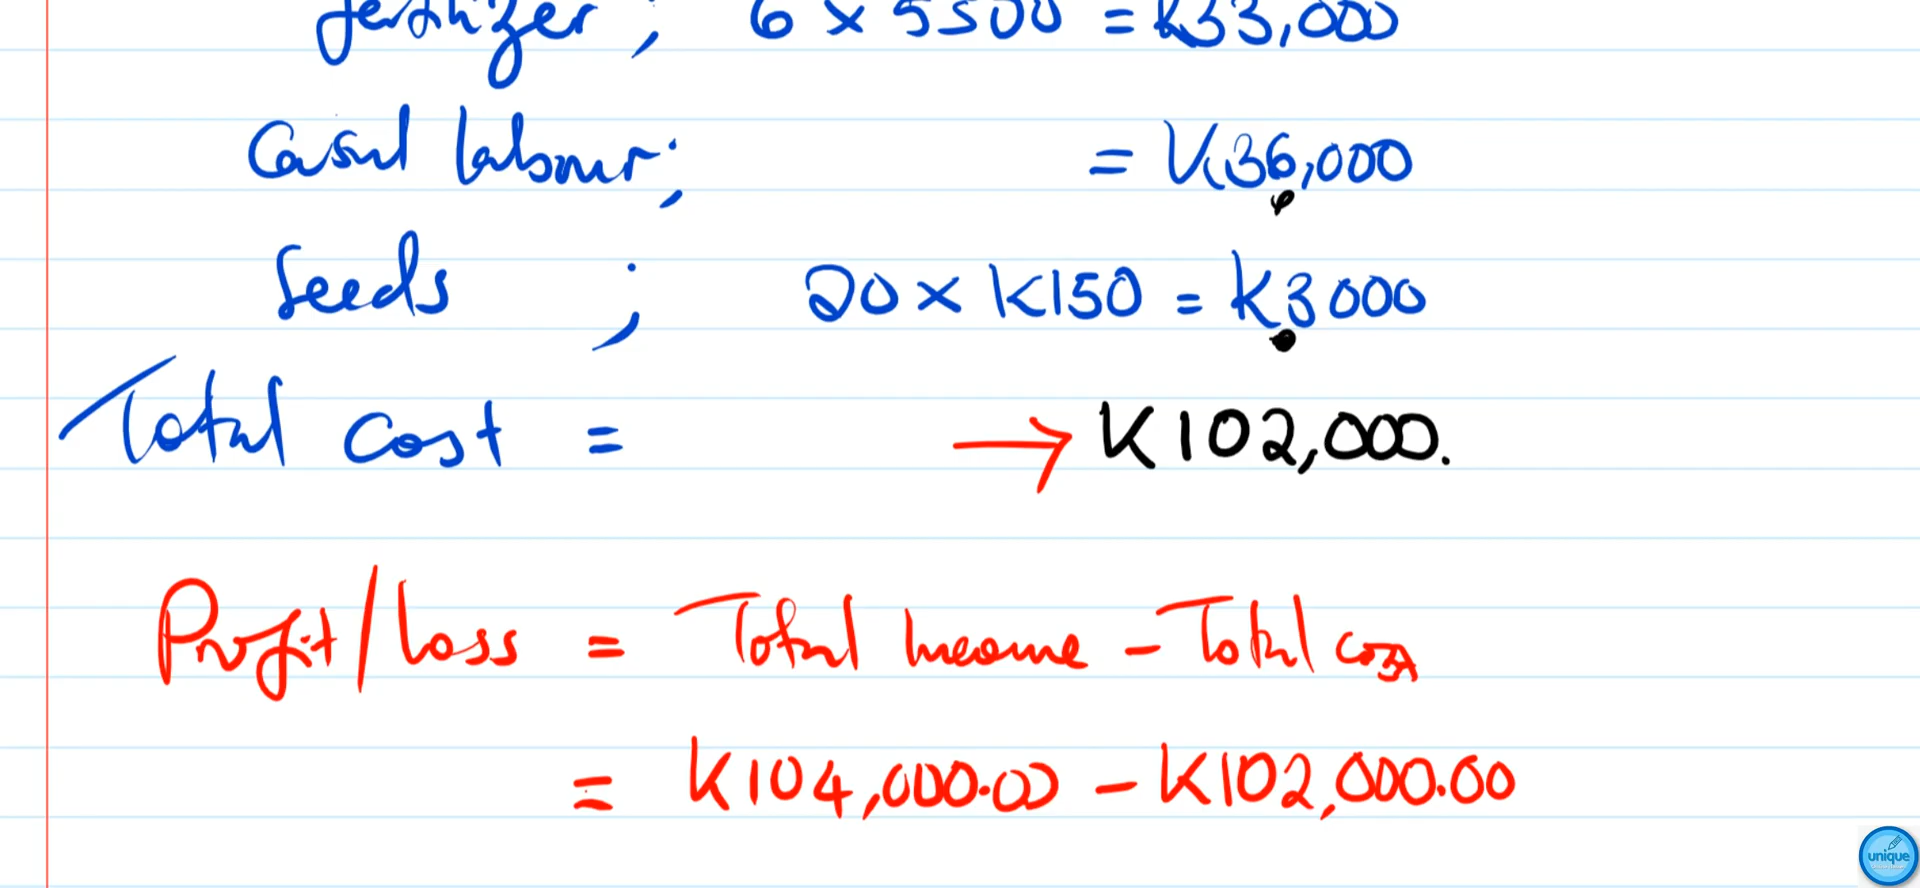 fertilizer ; 6 × 5500 = K33,000
Casul labour ; = K36,000
Seeds ; 20 × K150 = K3000
Total cost = → K102,000.
Profit/Loss = Total Income - Total cost
= K104,000.00 - K102,000.00
unique